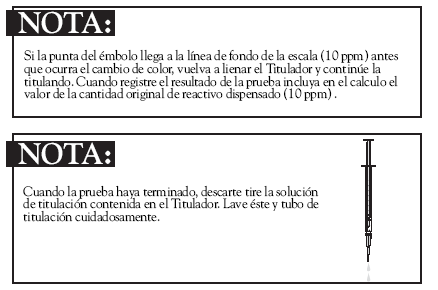 NOTA:
Si la punta del émbolo llega a la línea de fondo de la escala (10 ppm) antes
que ocurra el cambio de color, vuelva a lienar el Titulador y continúe la
titulando. Cuando registre el resultado de la prueba incluya en el calculo el
valor de la cantidad original de reactivo dispensado (10 ppm) .
NOTA:
Cuando la prueba haya terminado, descarte tire la solución
de titulación contenida en el Titulador. Lave éste y tubo de
titulación cuidadosamente.